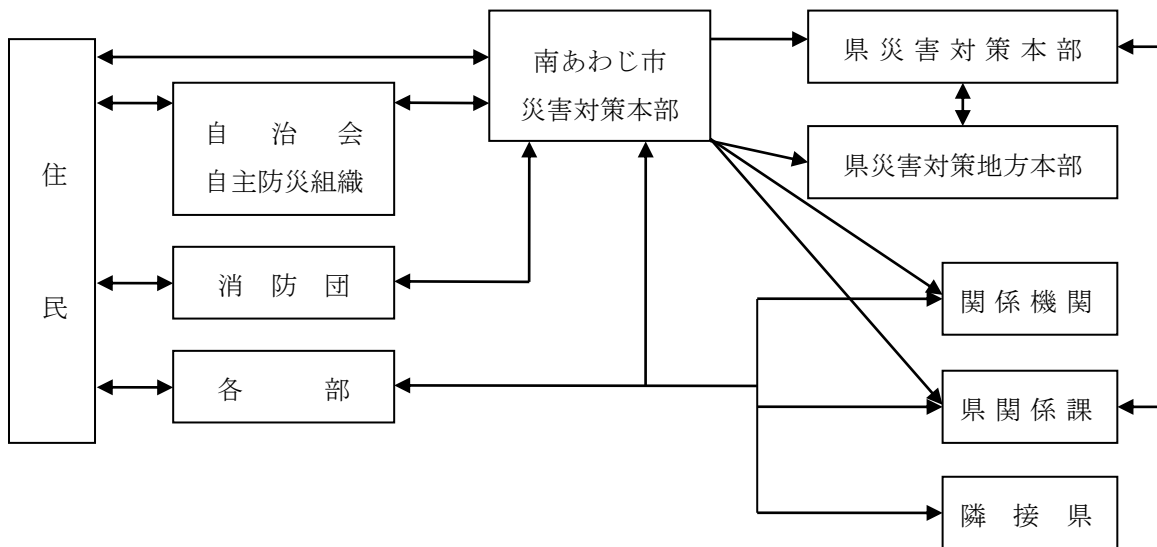 住民
自治会
自主防災組織
消防団
各部
南あわじ市
災害対策本部
県災害対策本部
県災害対策地方本部
関係機関
県関係課
隣接県